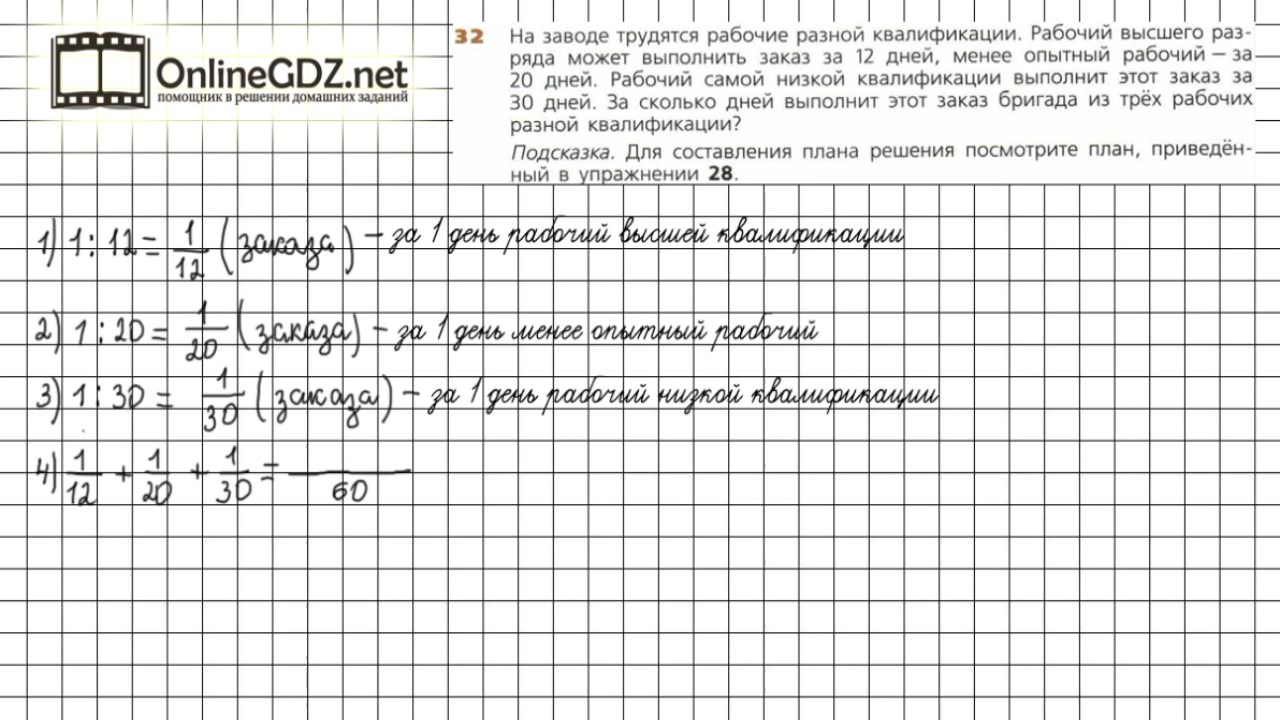 OnlineGDZ.net
помощник в решении домашних заданий
32 На заводе трудятся рабочие разной квалификации. Рабочий высшего раз-
ряда может выполнить заказ за 12 дней, менее опытный рабочий — за
20 дней. Рабочий самой низкой квалификации выполнит этот заказ за
30 дней. За сколько дней выполнит этот заказ бригада из трёх рабочих
разной квалификации?
Подсказка. Для составления плана решения посмотрите план, приведён-
ный в упражнении 28.
1) 1 : 12 = 1/12 (заказа) – за 1 день рабочий высшей квалификации
2) 1 : 20 = 1/20 (заказа) – за 1 день менее опытный рабочий
3) 1 : 30 = 1/30 (заказа) – за 1 день рабочий низкой квалификации
4) 1/12 + 1/20 + 1/30 = /60